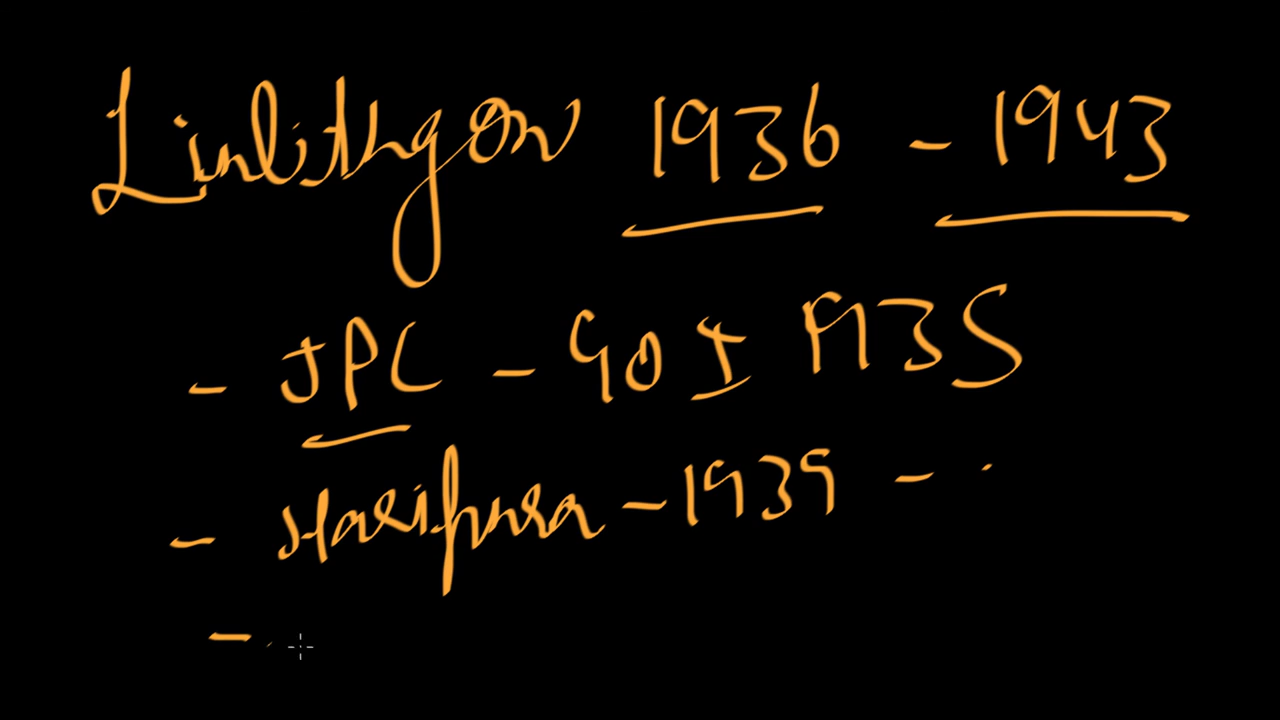 Linlithgow 1936 - 1943
- JPC - GOI 1935
- Haripura - 1939 - .
-